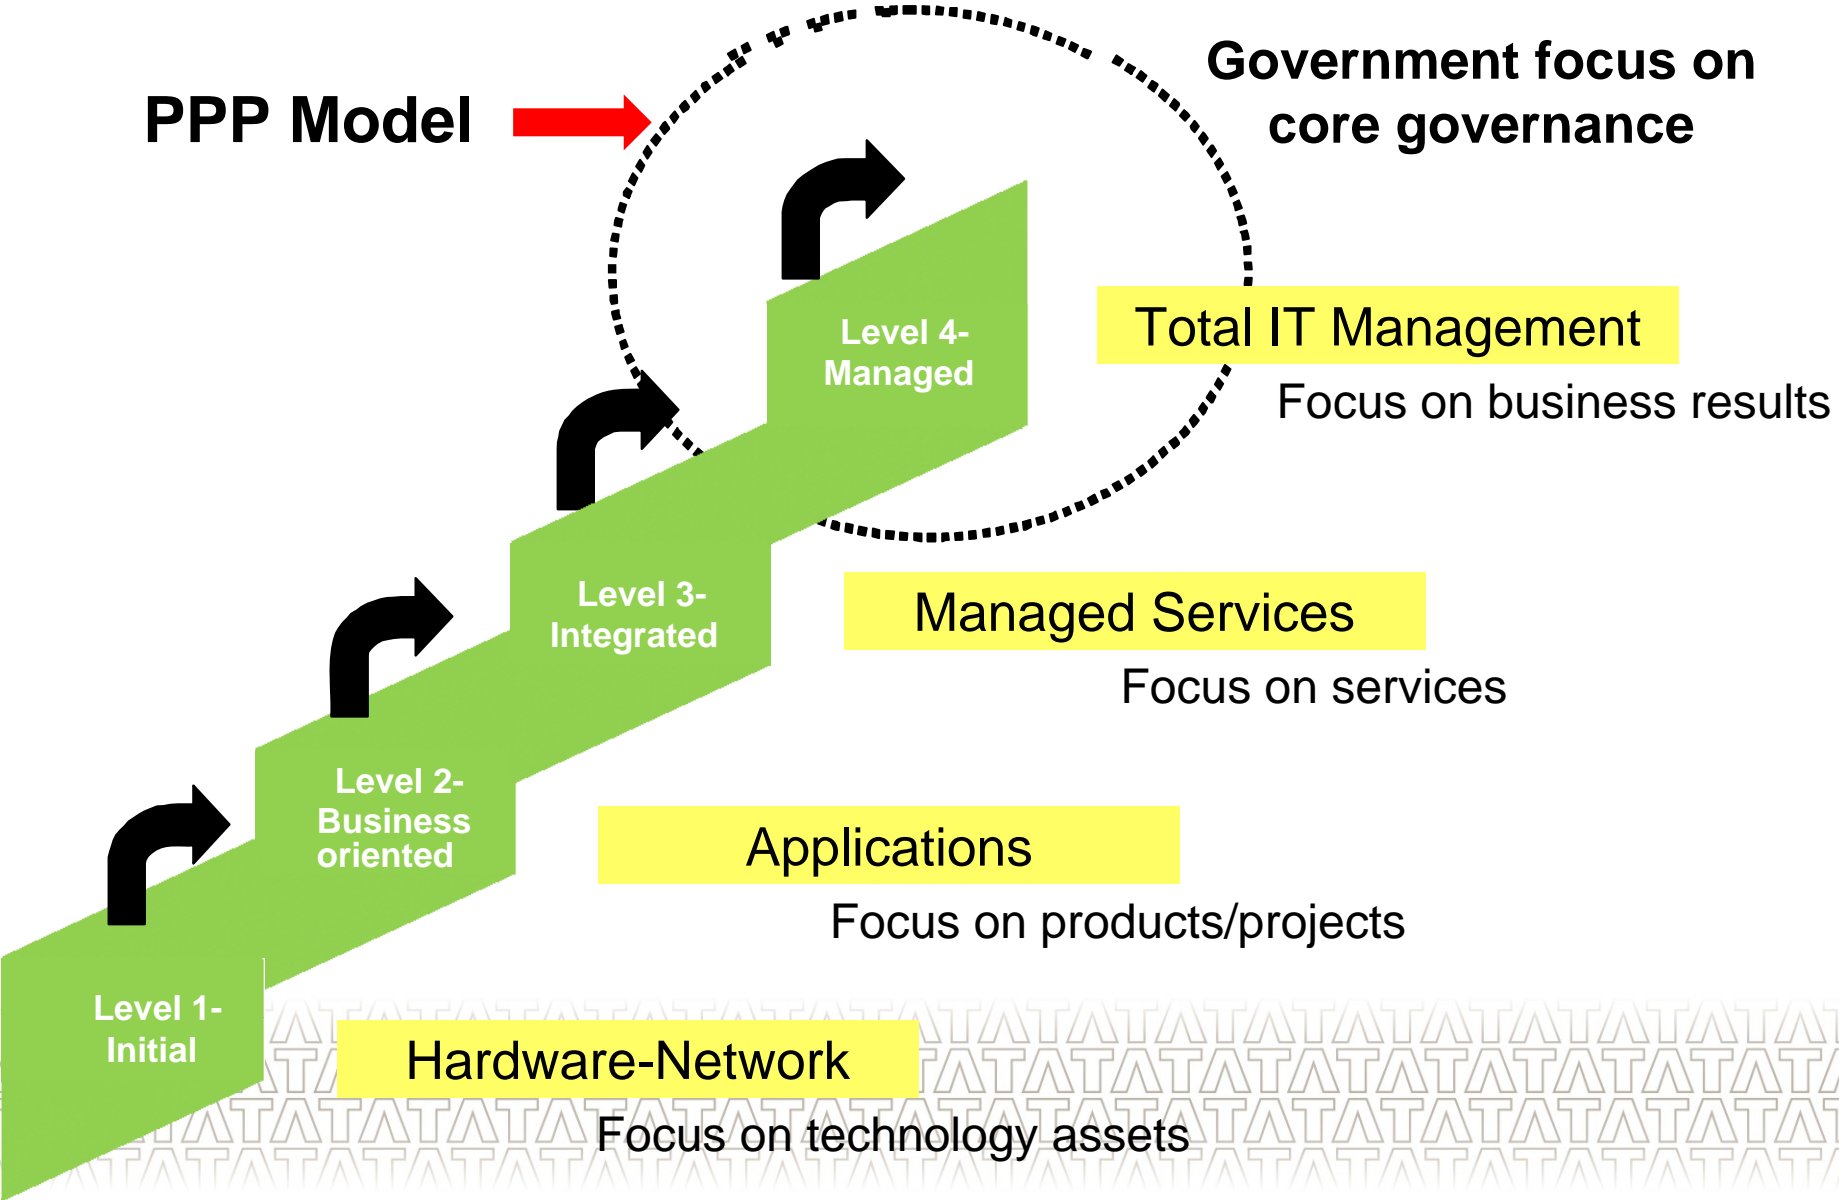 Government focus on
core governance
PPP Model
Level 4-
Managed
Total IT Management
Focus on business results
Level 3-
Integrated
Managed Services
Focus on services
Level 2-
Business
oriented
Applications
Focus on products/projects
Level 1-
Initial
Hardware-Network
Focus on technology assets
TATATATATATATATATATATATA